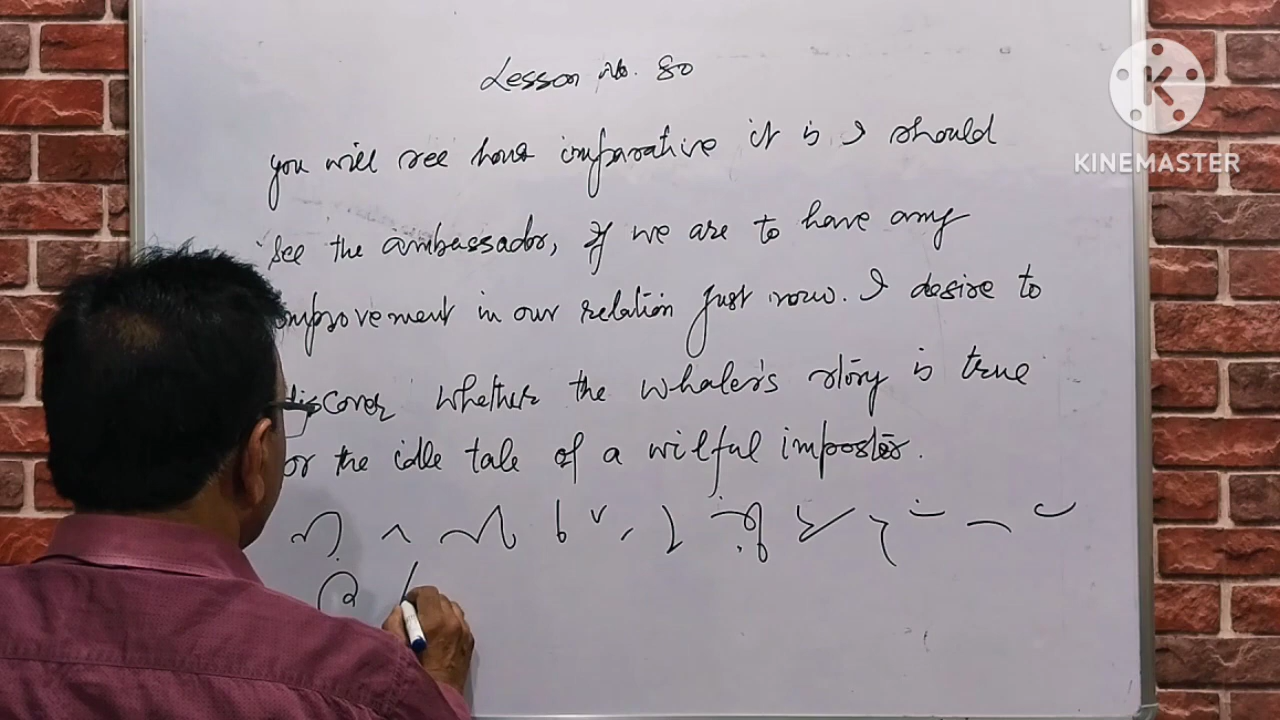 Lesson No. 80
KINEMASTER
you will see how imparative it is I should
see the ambassador, if we are to have any
improvement in our relation just now. I desire to
discover whether the whaler's story is true
or the idle tale of a wilful imposter.